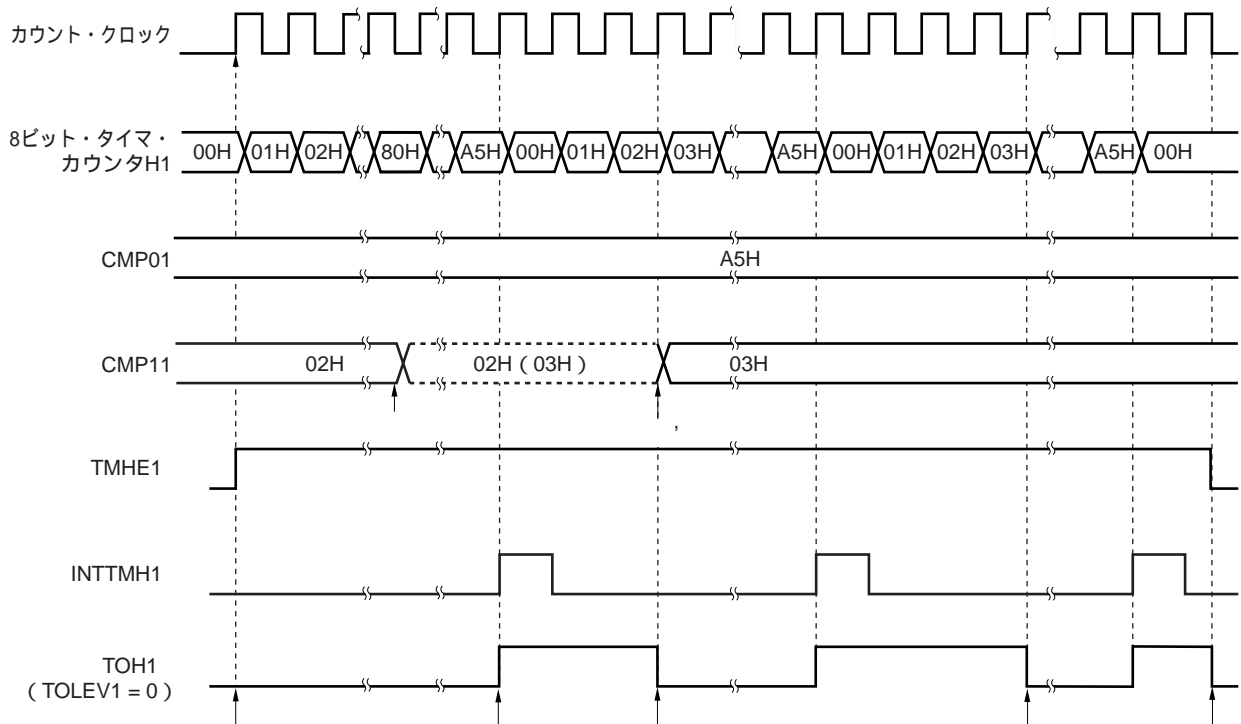 カウント・クロック
8ビット・タイマ・
カウンタH1
00H 01H 02H 80H A5H 00H 01H 02H 03H A5H 00H 01H 02H 03H A5H 00H
CMP01
A5H
CMP11
02H
02H（03H）
03H
,
TMHE1
INTTMH1
TOH1
（TOLEV1 = 0）